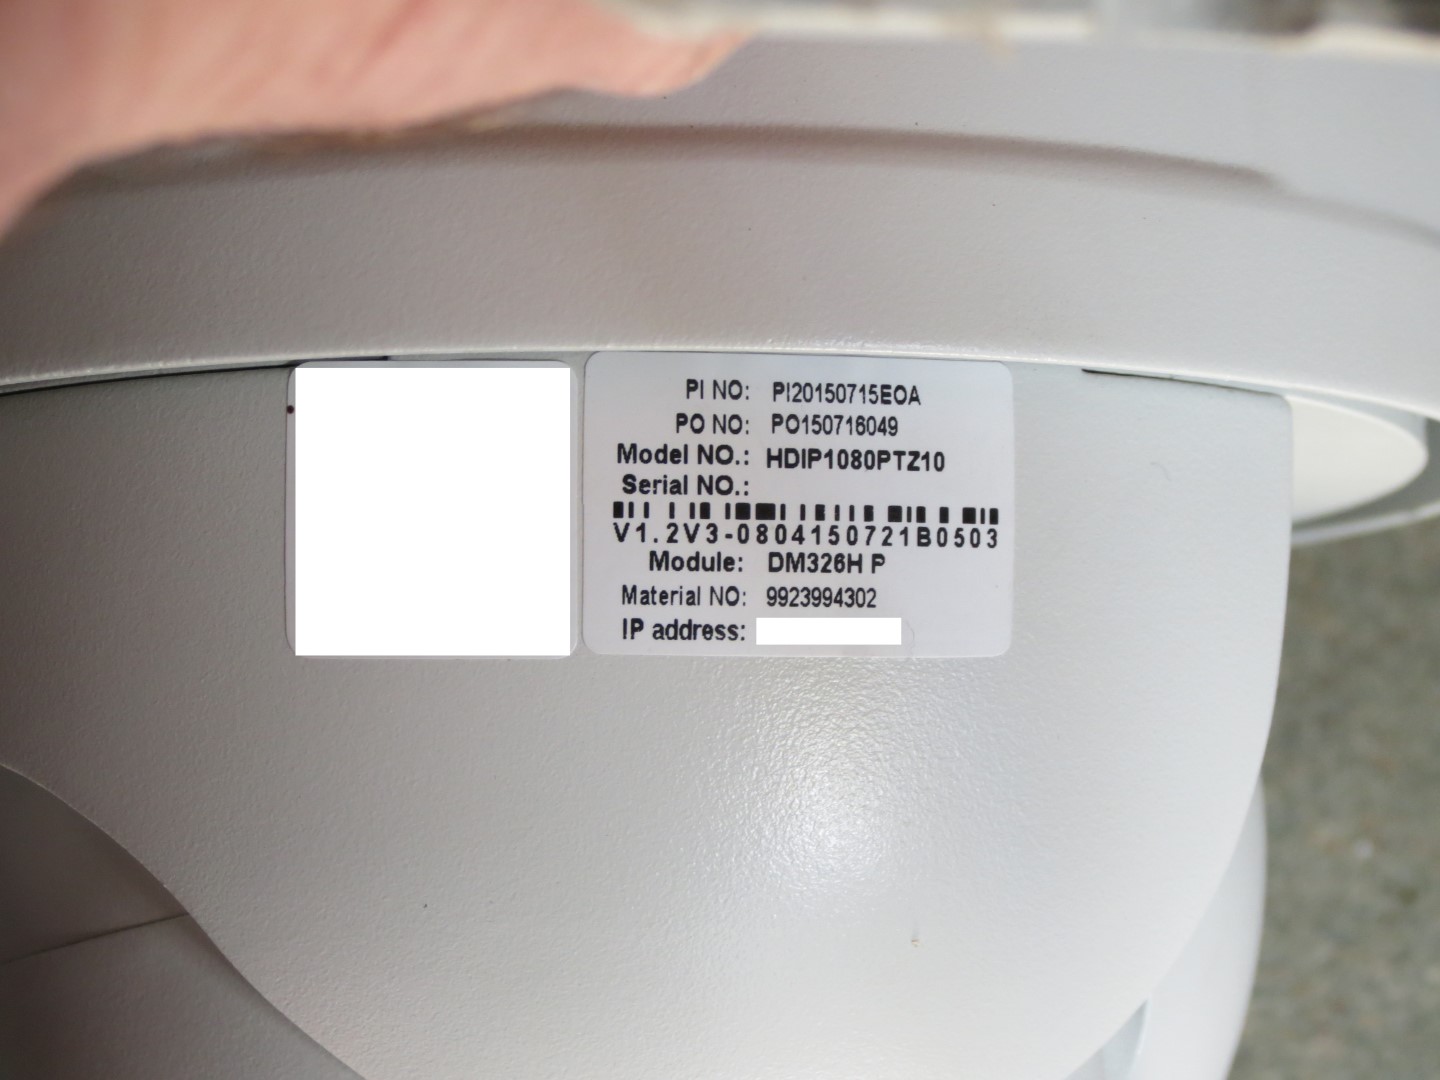 PI NO: PI20150715EOA
PO NO: PO150716049
Model NO.: HDIP1080PTZ10
Serial NO.:
V1.2V3-0804150721B0503
Module: DM326H P
Material NO: 9923994302
IP address: